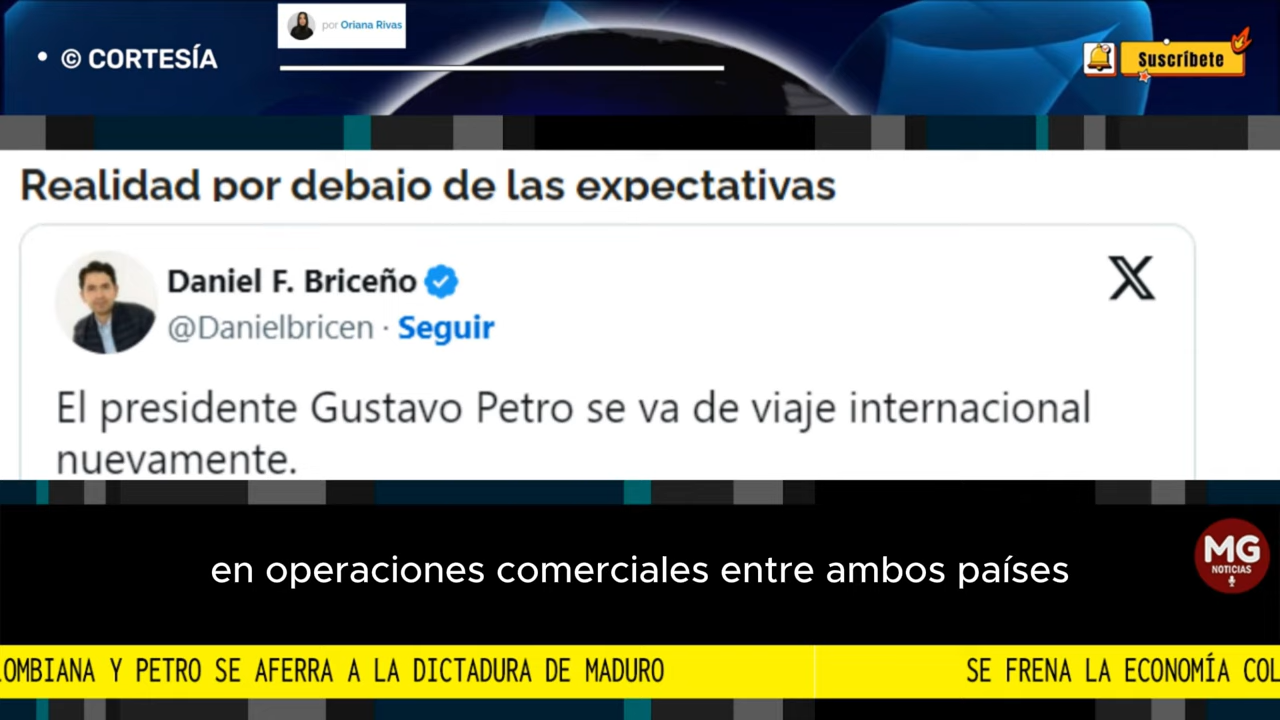 • © CORTESÍA
por Oriana Rivas
Suscríbete
Realidad por debajo de las expectativas
Daniel F. Briceño
X
@Danielbricen · Seguir
El presidente Gustavo Petro se va de viaje internacional
nuevamente.
en operaciones comerciales entre ambos países
MG
NOTICIAS
OMBIANA Y PETRO SE AFERRA A LA DICTADURA DE MADURO
SE FRENA LA ECONOMÍA COL